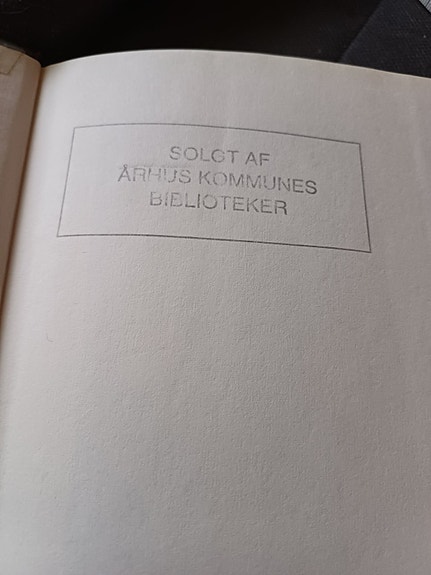 SOLGT AF
ÅRHUS KOMMUNES
BIBLIOTEKER